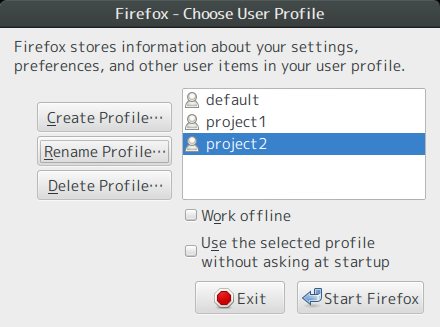 Firefox - Choose User Profile
Firefox stores information about your settings,
preferences, and other user items in your user profile.
Create Profile...
Rename Profile...
Delete Profile...
default
project1
project2
Work offline
Use the selected profile
without asking at startup
Exit
Start Firefox